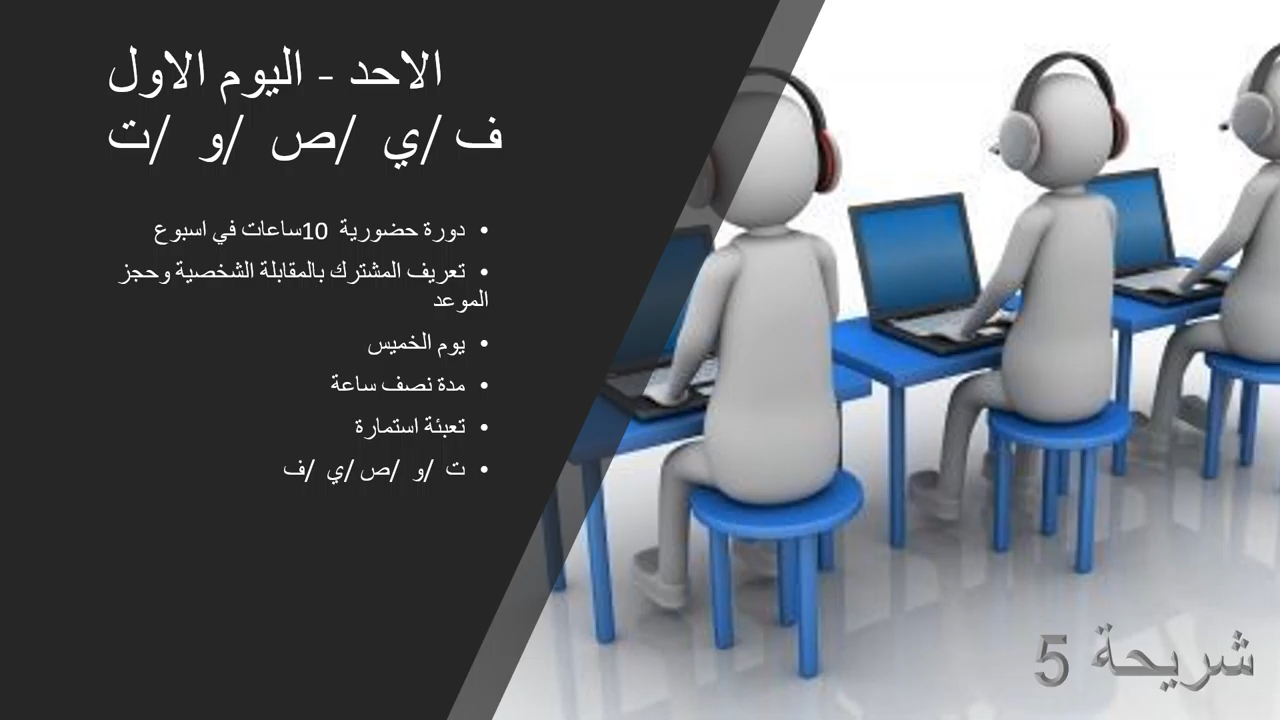 الاحد - اليوم الاول
ف /ي /ص /و /ت
• دورة حضورية 10ساعات في اسبوع
• تعريف المشترك بالمقابلة الشخصية وحجز
الموعد
• يوم الخميس
• مدة نصف ساعة
• تعبئة استمارة
• ت /و /ص /ي /ف
شريحة 5